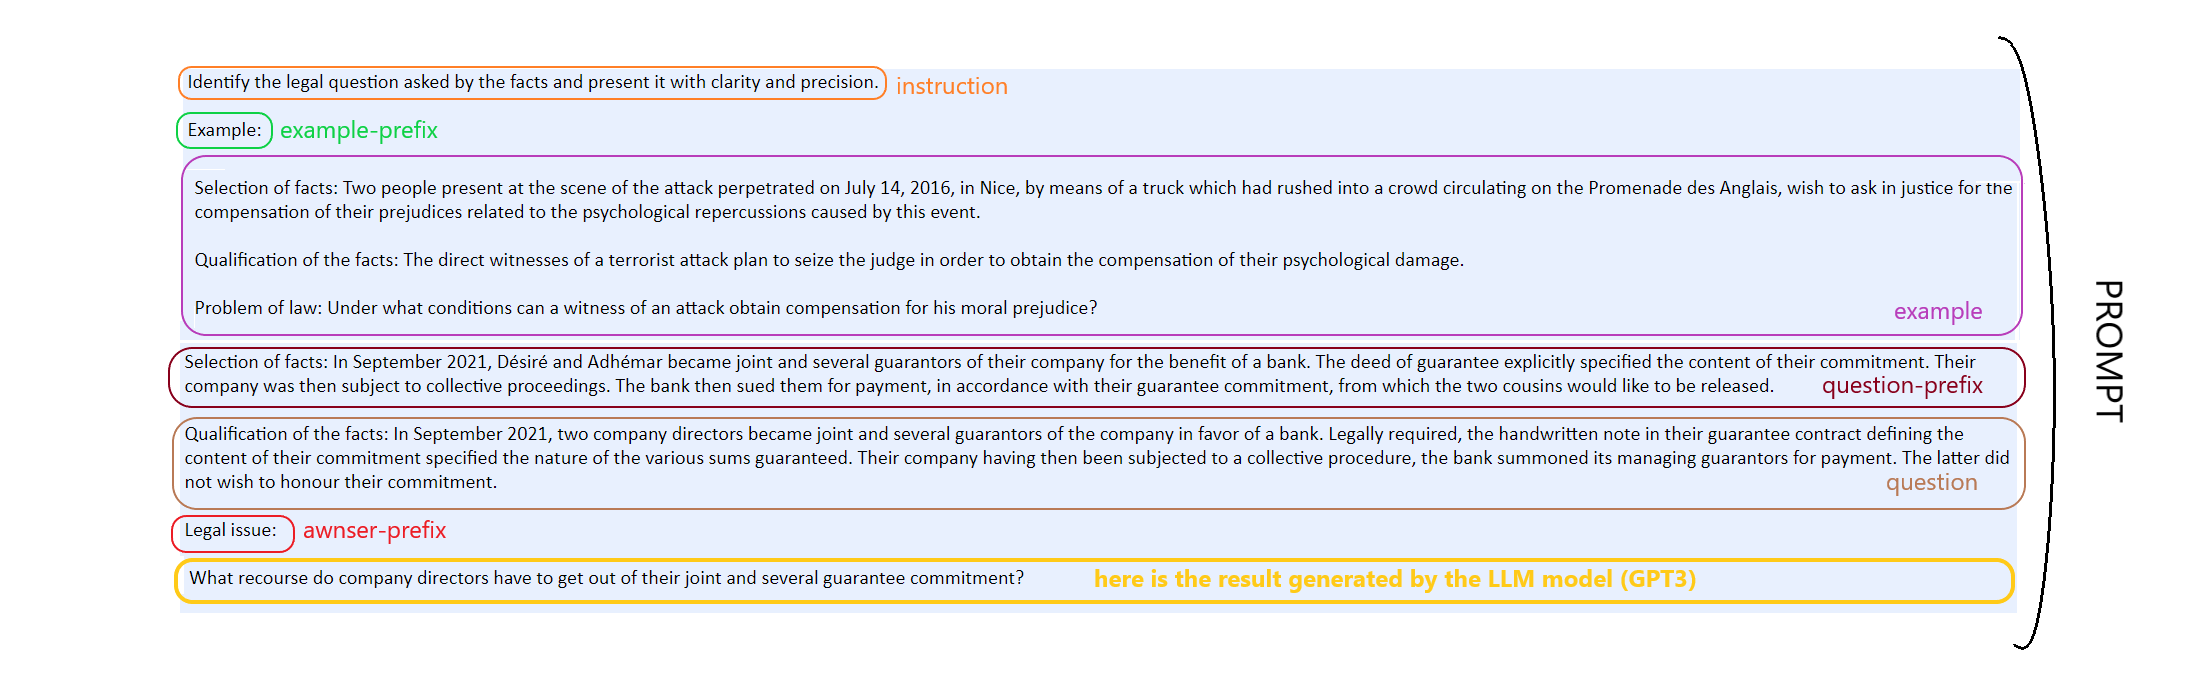 Identify the legal question asked by the facts and present it with clarity and precision. instruction
Example: example-prefix
Selection of facts: Two people present at the scene of the attack perpetrated on July 14, 2016, in Nice, by means of a truck which had rushed into a crowd circulating on the Promenade des Anglais, wish to ask in justice for the
compensation of their prejudices related to the psychological repercussions caused by this event.
Qualification of the facts: The direct witnesses of a terrorist attack plan to seize the judge in order to obtain the compensation of their psychological damage.
Problem of law: Under what conditions can a witness of an attack obtain compensation for his moral prejudice?
example
Selection of facts: In September 2021, Désiré and Adhémar became joint and several guarantors of their company for the benefit of a bank. The deed of guarantee explicitly specified the content of their commitment. Their
company was then subject to collective proceedings. The bank then sued them for payment, in accordance with their guarantee commitment, from which the two cousins would like to be released. question-prefix
Qualification of the facts: In September 2021, two company directors became joint and several guarantors of the company in favor of a bank. Legally required, the handwritten note in their guarantee contract defining the
content of their commitment specified the nature of the various sums guaranteed. Their company having then been subjected to a collective procedure, the bank summoned its managing guarantors for payment. The latter did
not wish to honour their commitment. question
Legal issue: awnser-prefix
What recourse do company directors have to get out of their joint and several guarantee commitment? here is the result generated by the LLM model (GPT3)
PROMPT